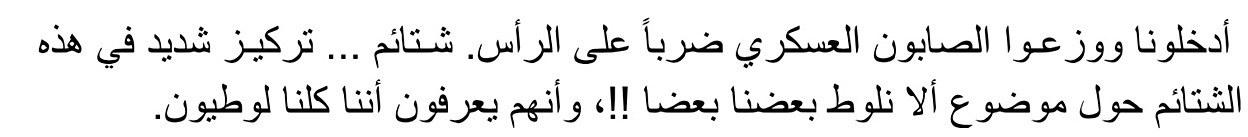 أدخلونا ووزعوا الصابون العسكري ضرباً على الرأس. شتائم ... تركيز شديد في هذه
الشتائم حول موضوع ألا نلوط بعضنا بعضا !!، وأنهم يعرفون أننا كلنا لوطيون.